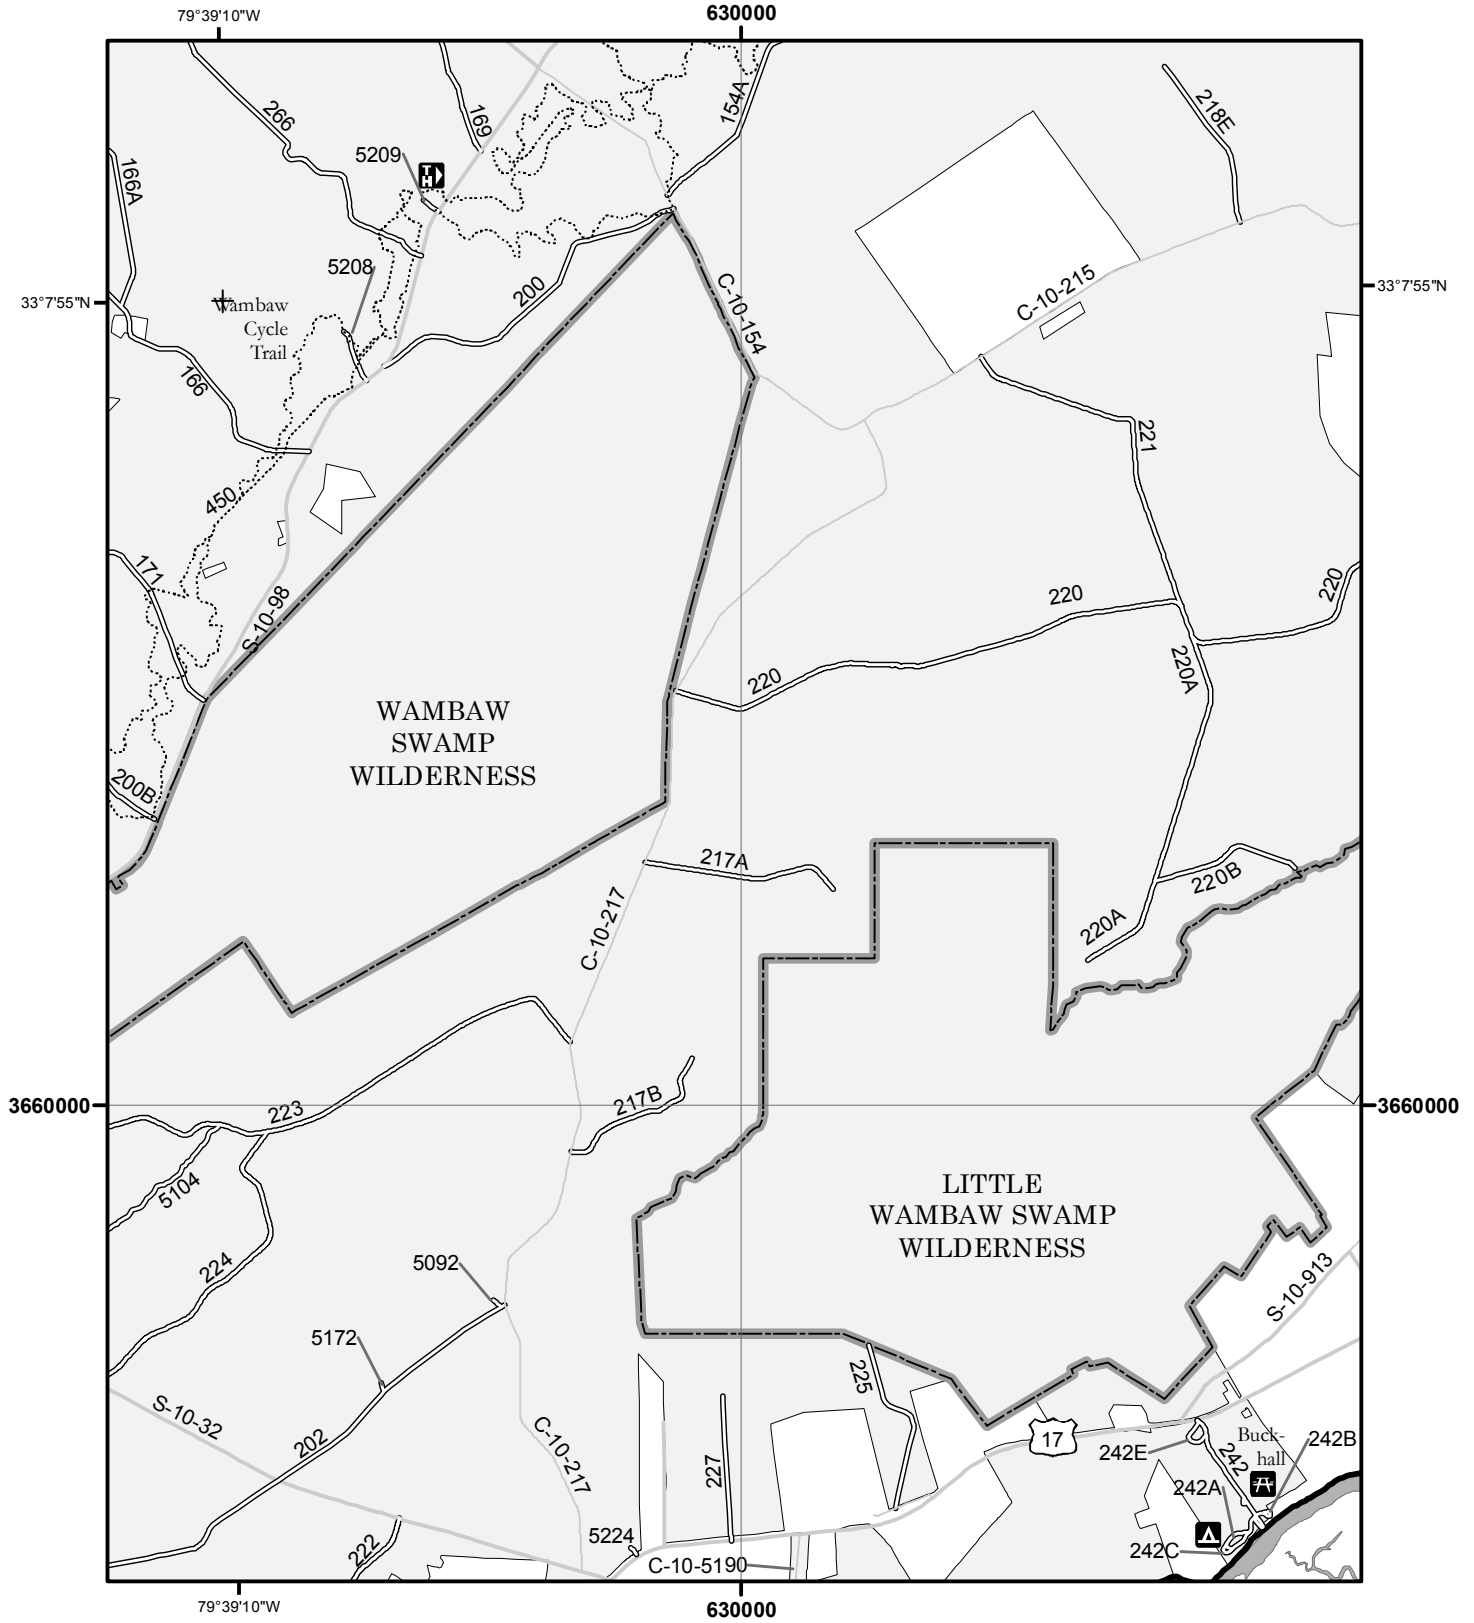 79°39'10"W
630000
154A
218E
266
169
5209
T
H
166A
5208
33°7'55"N
33°7'55"N
Wambaw
Cycle
Trail
200
C-10-154
C-10-215
166
221
450
171
S-10-98
220
220
220
220A
WAMBAW
SWAMP
WILDERNESS
200B
217A
220B
220A
C-10-217
3660000
3660000
223
217B
5104
LITTLE
WAMBAW SWAMP
WILDERNESS
224
5092
S-10-913
5172
225
S-10-32
202
C-10-217
17
227
242E
242
Buck-
hall
242B
242A
222
5224
C-10-5190
242C
79°39'10"W
630000